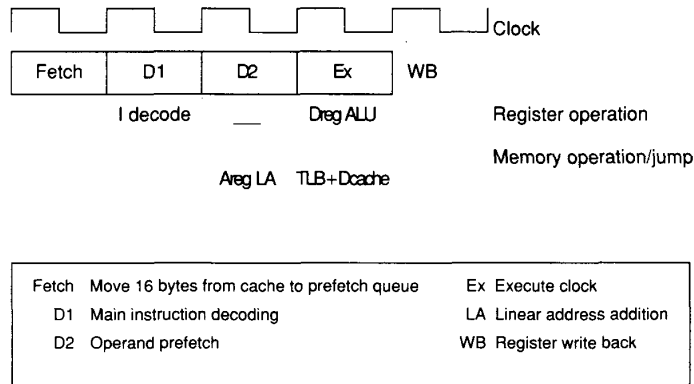 Clock
Fetch D1 D2 Ex WB
I decode Dreg ALU Register operation
Memory operation/jump
Areg LA TLB+Dcache
Fetch Move 16 bytes from cache to prefetch queue Ex Execute clock
D1 Main instruction decoding LA Linear address addition
D2 Operand prefetch WB Register write back